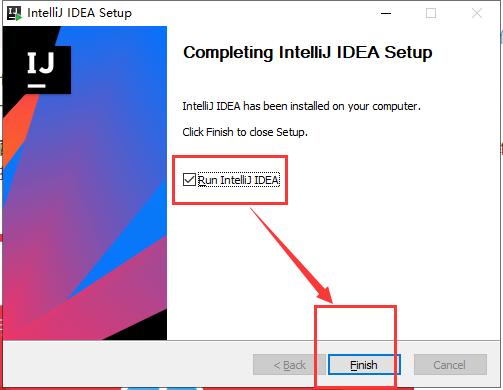 IntelliJ IDEA Setup
IJ
Completing IntelliJ IDEA Setup
IntelliJ IDEA has been installed on your computer.
Click Finish to close Setup.
Run IntelliJ IDEA
< Back
Finish
Cancel